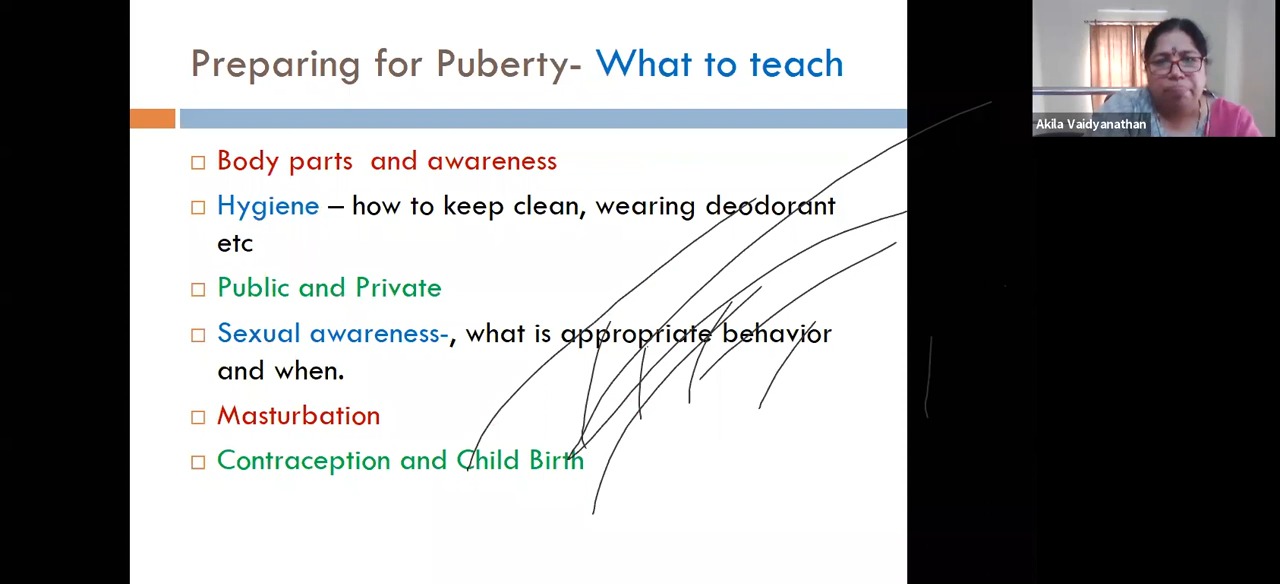 Preparing for Puberty- What to teach
Akila Vaidyanathan
Body parts and awareness
Hygiene – how to keep clean, wearing deodorant
etc
Public and Private
Sexual awareness-, what is appropriate behavior
and when.
Masturbation
Contraception and Child Birth